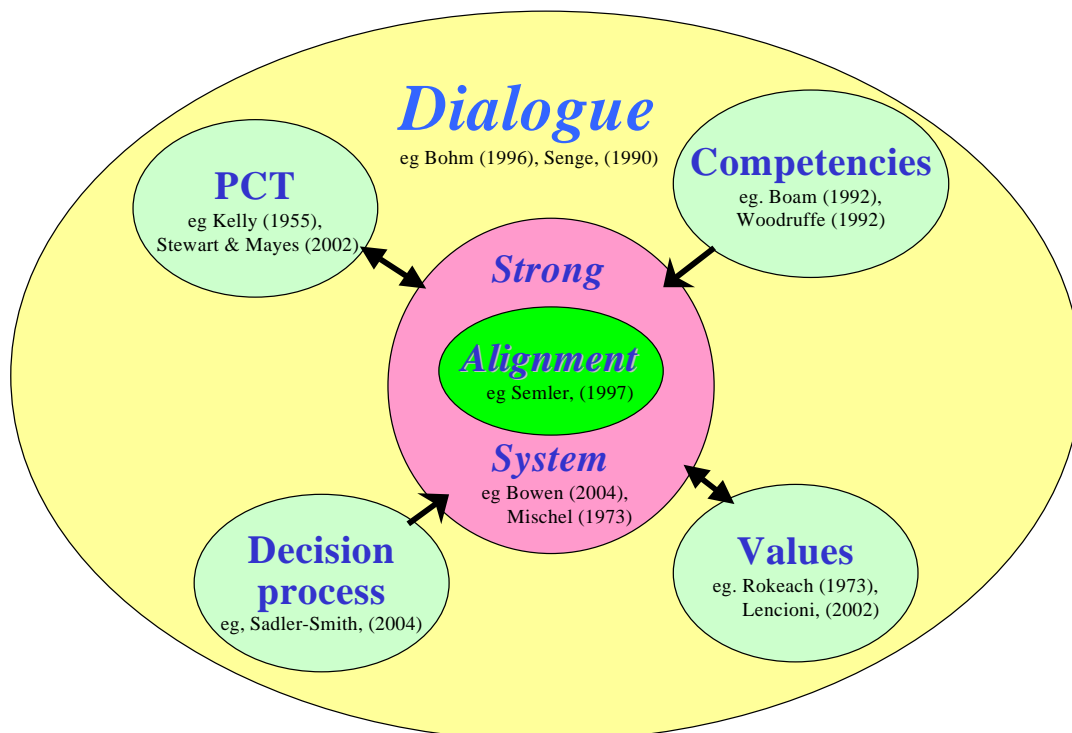 Dialogue
eg Bohm (1996), Senge, (1990)
PCT
eg Kelly (1955),
Stewart & Mayes (2002)
Competencies
eg. Boam (1992),
Woodruffe (1992)
Strong
Alignment
eg Semler, (1997)
System
eg Bowen (2004),
Mischel (1973)
Decision
process
eg, Sadler-Smith, (2004)
Values
eg. Rokeach (1973),
Lencioni, (2002)